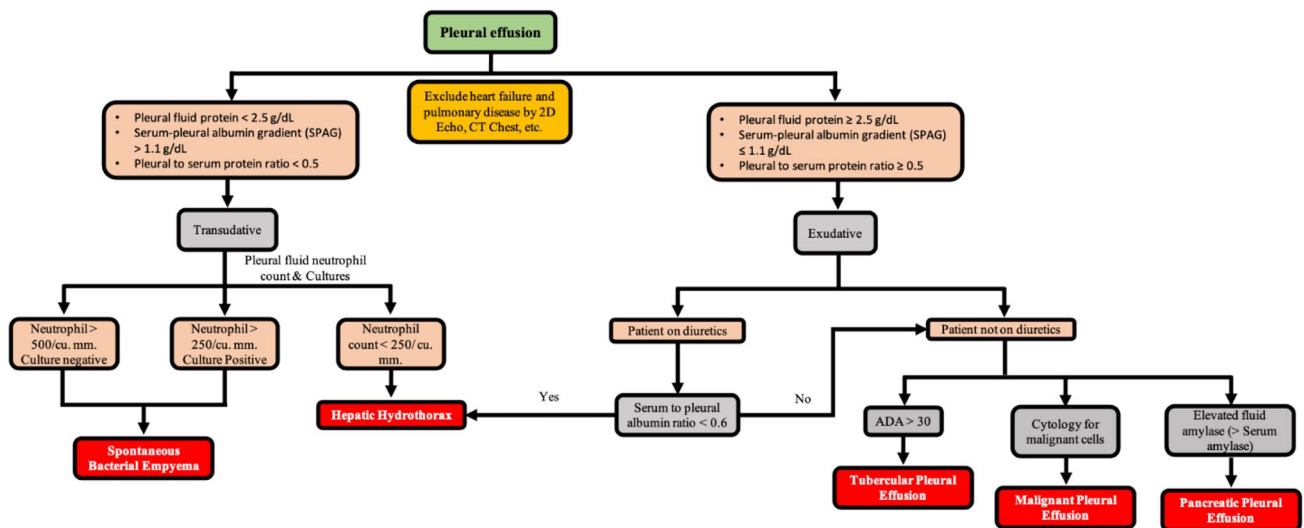 Pleural effusion
• Pleural fluid protein < 2.5 g/dL
• Serum-pleural albumin gradient (SPAG)
> 1.1 g/dL
• Pleural to serum protein ratio < 0.5
Exclude heart failure and
pulmonary disease by 2D
Echo, CT Chest, etc.
• Pleural fluid protein ≥ 2.5 g/dL
• Serum-pleural albumin gradient (SPAG)
≤ 1.1 g/dL
• Pleural to serum protein ratio ≥ 0.5
Transudative
Exudative
Pleural fluid neutrophil
count & Cultures
Neutrophil >
500/cu. mm.
Culture negative
Neutrophil >
250/cu. mm.
Culture Positive
Neutrophil
count < 250/cu.
mm.
Patient on diuretics
Patient not on diuretics
Hepatic Hydrothorax
Yes
Serum to pleural
albumin ratio < 0.6
No
ADA > 30
Cytology for
malignant cells
Elevated fluid
amylase (> Serum
amylase)
Spontaneous
Bacterial Empyema
Tubercular Pleural
Effusion
Malignant Pleural
Effusion
Pancreatic Pleural
Effusion